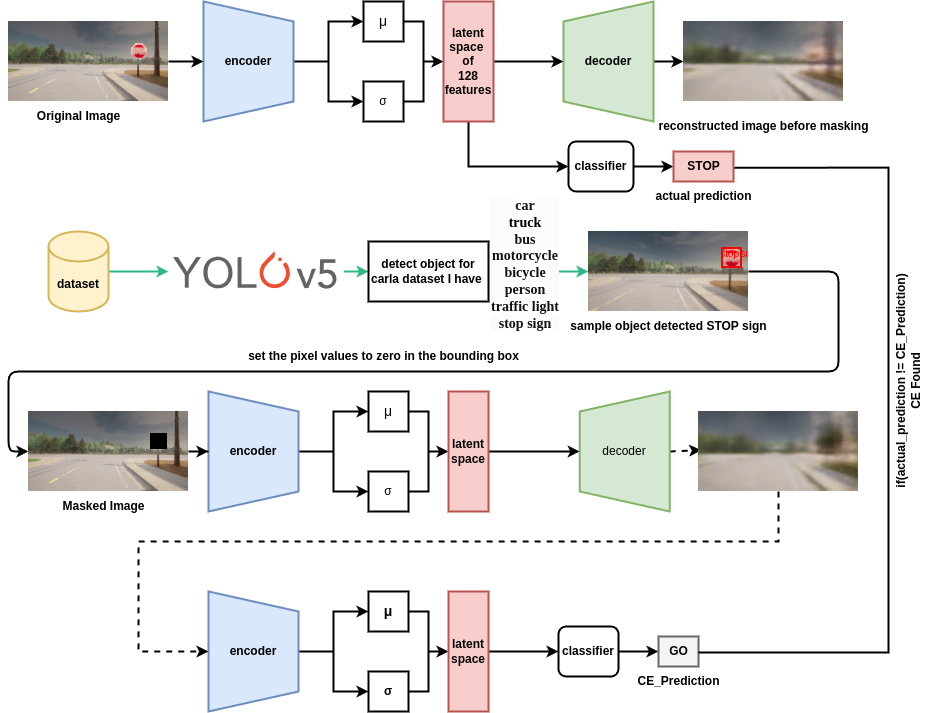 encoder
μ
σ
latent
space
of
128
features
decoder
Original Image
reconstructed image before masking
classifier
STOP
actual prediction
dataset
YOLO v5
detect object for
carla dataset I have
car
truck
bus
motorcycle
bicycle
person
traffic light
stop sign
sample object detected STOP sign
if(actual_prediction != CE_Prediction)
CE Found
set the pixel values to zero in the bounding box
Masked Image
encoder
μ
σ
latent
space
decoder
encoder
μ
σ
latent
space
classifier
GO
CE_Prediction